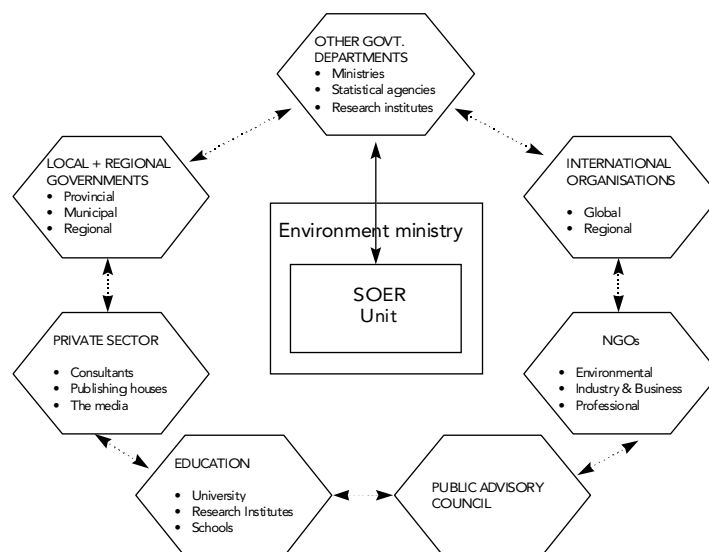 OTHER GOVT.
DEPARTMENTS
• Ministries
• Statistical agencies
• Research institutes
LOCAL + REGIONAL
GOVERNMENTS
• Provincial
• Municipal
• Regional
INTERNATIONAL
ORGANISATIONS
• Global
• Regional
Environment ministry
SOER
Unit
PRIVATE SECTOR
• Consultants
• Publishing houses
• The media
NGOs
• Environmental
• Industry & Business
• Professional
EDUCATION
• University
• Research Institutes
• Schools
PUBLIC ADVISORY
COUNCIL